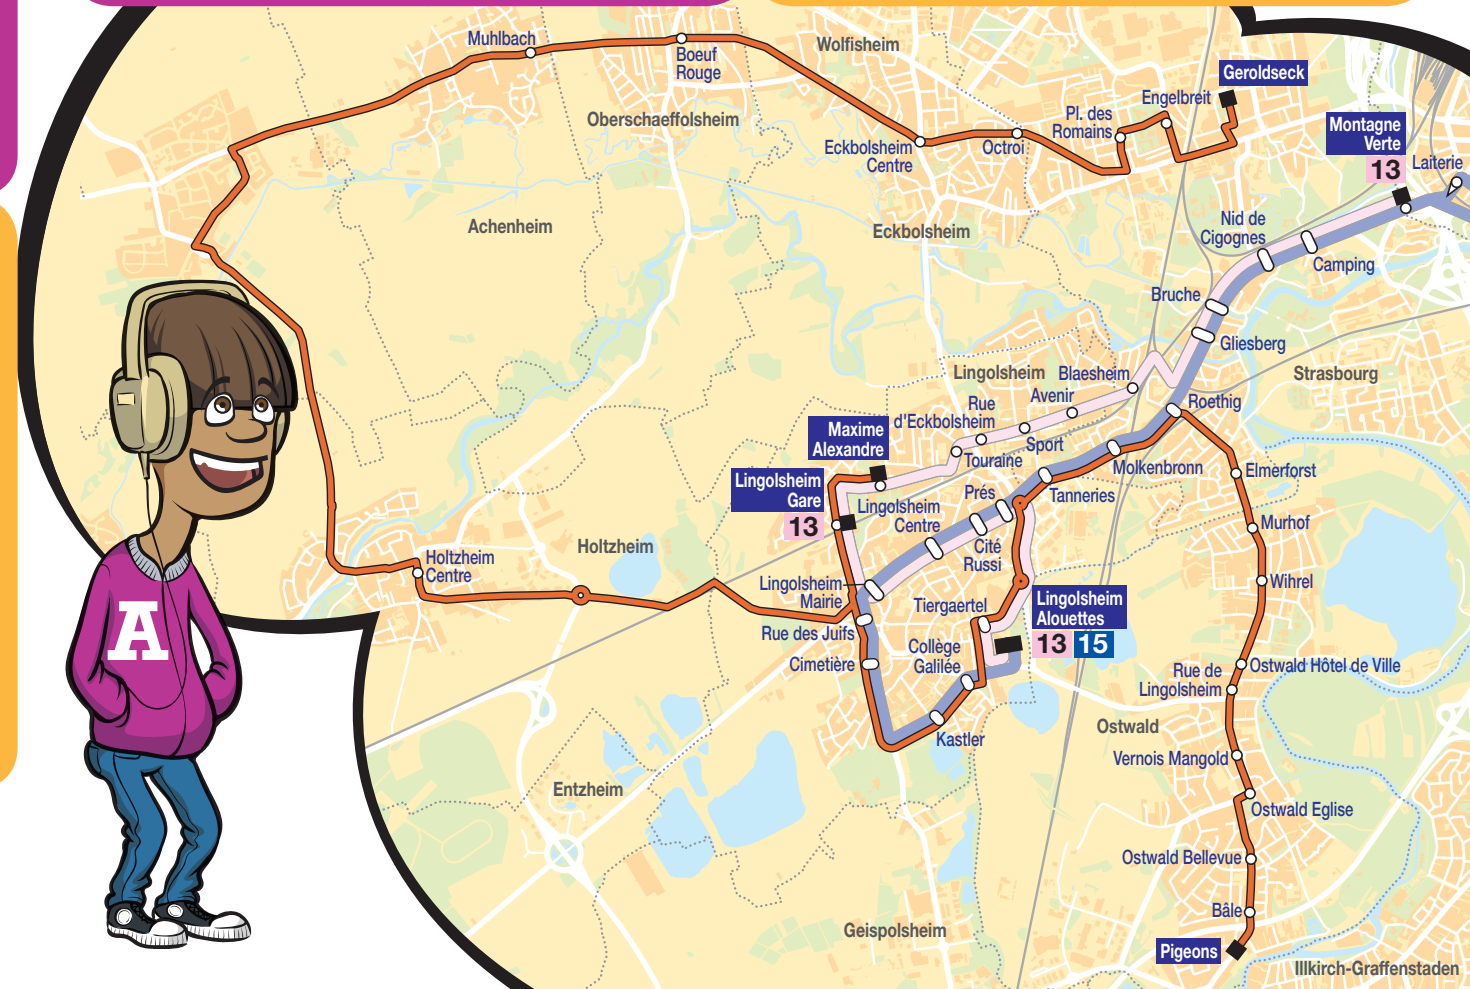 Muhlbach
Boeuf
Rouge
Wolfisheim
Geroldseck
Engelbreit
Pl. des
Romains
Oberschaeffolsheim
Montagne
Verte
13
Laiterie
Eckbolsheim
Centre
Octroi
Achenheim
Eckbolsheim
Nid de
Cigognes
Camping
Bruche
Gliesberg
Lingolsheim
Blaesheim
Strasbourg
Rue
d'Eckbolsheim
Avenir
Roethig
Maxime
Alexandre
Sport
Touraine
Molkenbronn
Elmerforst
Lingolsheim
Gare
13
Prés
Tanneries
Lingolsheim
Centre
Murhof
Holtzheim
Centre
Holtzheim
Cité
Russi
Wihrel
Lingolsheim
Mairie
Tiergaertel
Lingolsheim
Alouettes
13 15
Rue des Juifs
Collège
Galilée
Cimetière
Rue de
Lingolsheim
Ostwald Hôtel de Ville
A
Kastler
Ostwald
Vernois Mangold
Entzheim
Ostwald Eglise
Ostwald Bellevue
Bâle
Geispolsheim
Pigeons
Illkirch-Graffenstaden